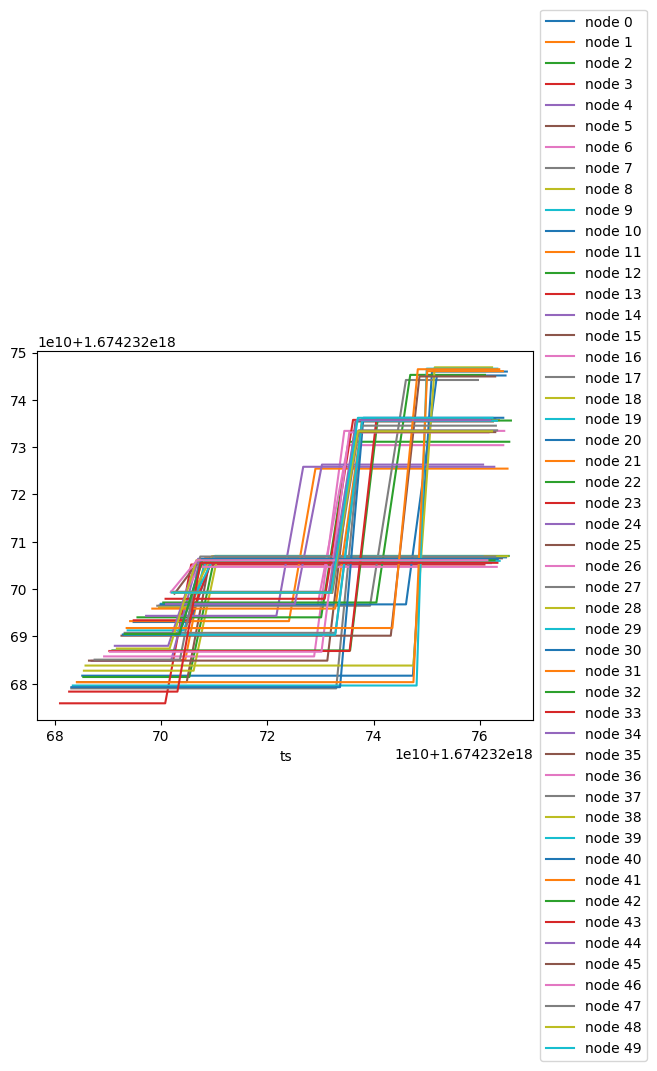 node 0
node 1
node 2
node 3
node 4
node 5
node 6
node 7
node 8
node 9
node 10
node 11
node 12
node 13
node 14
node 15
node 16
node 17
node 18
node 19
node 20
node 21
node 22
node 23
node 24
node 25
node 26
node 27
node 28
node 29
node 30
node 31
node 32
node 33
node 34
node 35
node 36
node 37
node 38
node 39
node 40
node 41
node 42
node 43
node 44
node 45
node 46
node 47
node 48
node 49
1e10+1.674232e18
75
74
73
72
71
70
69
68
68 70 72 74 76
ts
1e10+1.674232e18